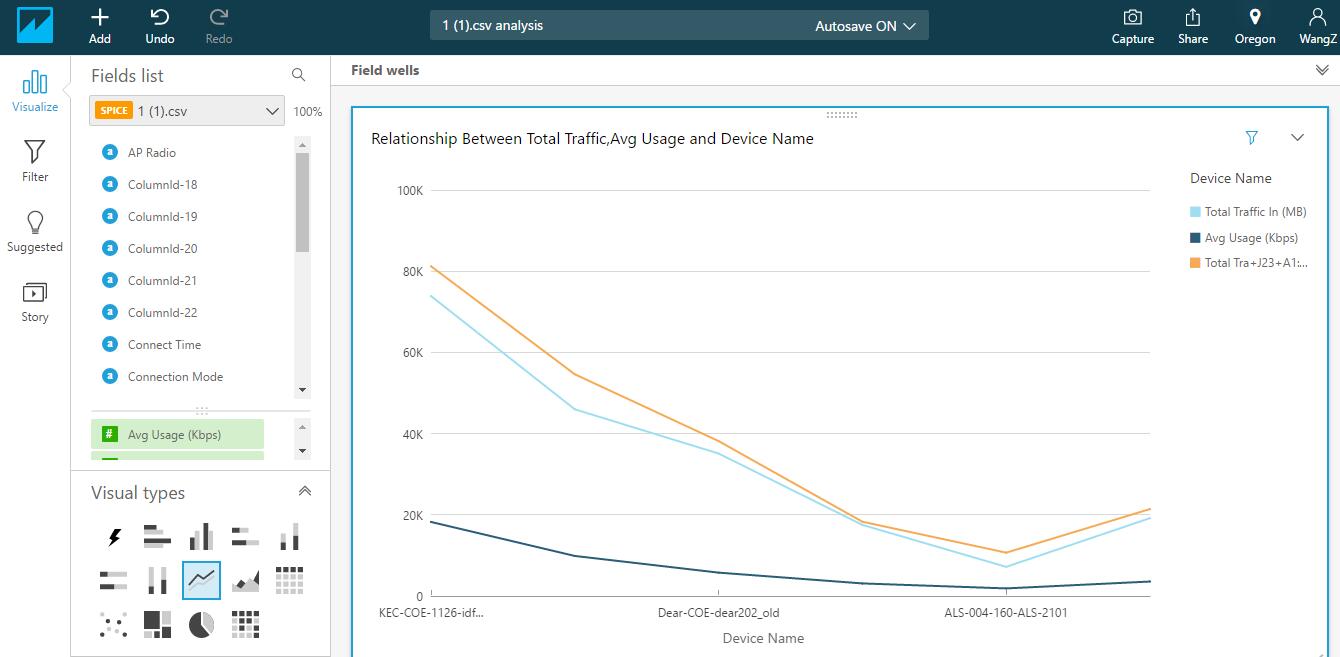 Add
Undo
Redo
1 (1).csv analysis
Autosave ON
Capture
Share
Oregon
WangZ
Visualize
Filter
Suggested
Story
Fields list
SPICE 1 (1).csv
100%
a AP Radio
a ColumnId-18
a ColumnId-19
a ColumnId-20
a ColumnId-21
a ColumnId-22
a Connect Time
a Connection Mode
# Avg Usage (Kbps)
Visual types
Field wells
Relationship Between Total Traffic,Avg Usage and Device Name
100K
80K
60K
40K
20K
0
KEC-COE-1126-idf...
Dear-COE-dear202_old
ALS-004-160-ALS-2101
Device Name
Device Name
Total Traffic In (MB)
Avg Usage (Kbps)
Total Tra+J23+A1:...